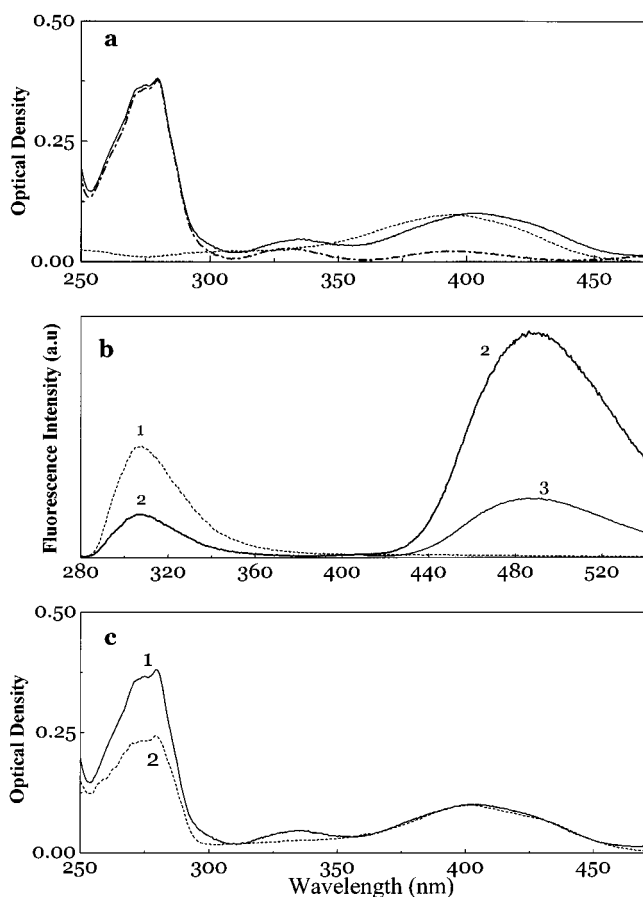 0.50
a
Optical Density
0.25
0.00
250 300 350 400 450
b
Fluorescence Intensity (a.u)
2
1
2
3
280 320 360 400 440 480 520
0.50
c
1
Optical Density
0.25
2
0.00
250 300 350 400 450
Wavelength (nm)